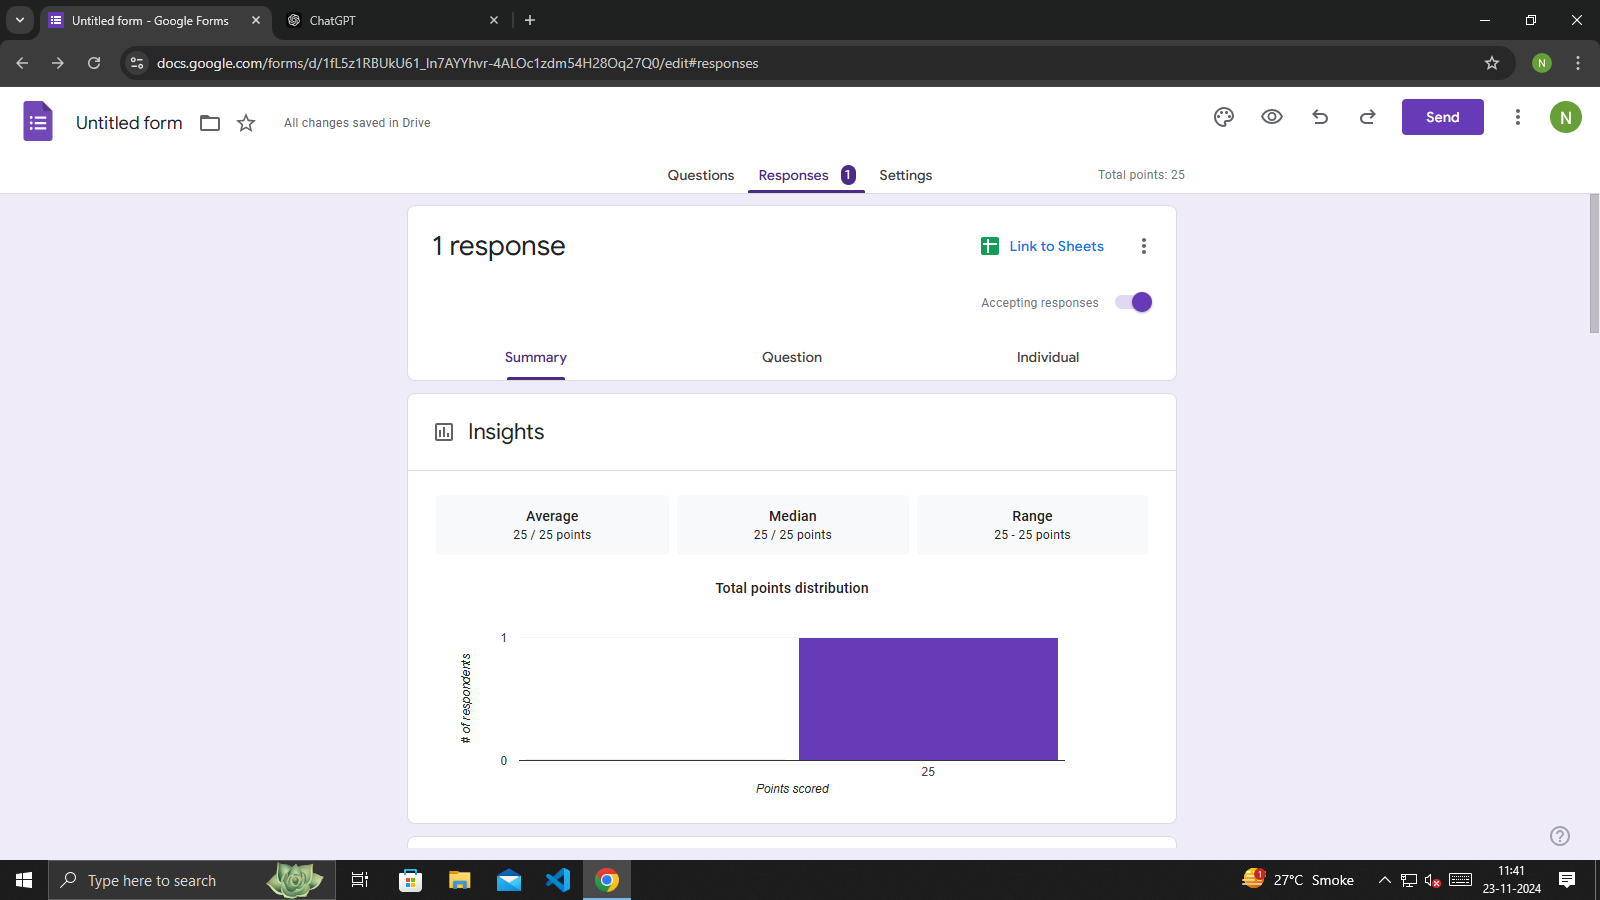 Untitled form - Google Forms
ChatGPT
docs.google.com/forms/d/1fL5z1RBUkU61_ln7AYYhvr-4ALOc1zdm54H28Oq27Q0/edit#responses
N
Untitled form
All changes saved in Drive
Send
N
Questions
Responses 1
Settings
Total points: 25
1 response
Link to Sheets
Accepting responses
Summary
Question
Individual
Insights
Average
25 / 25 points
Median
25 / 25 points
Range
25 - 25 points
Total points distribution
# of respondents
1
0
25
Points scored
Type here to search
1
27°C Smoke
11:41
23-11-2024